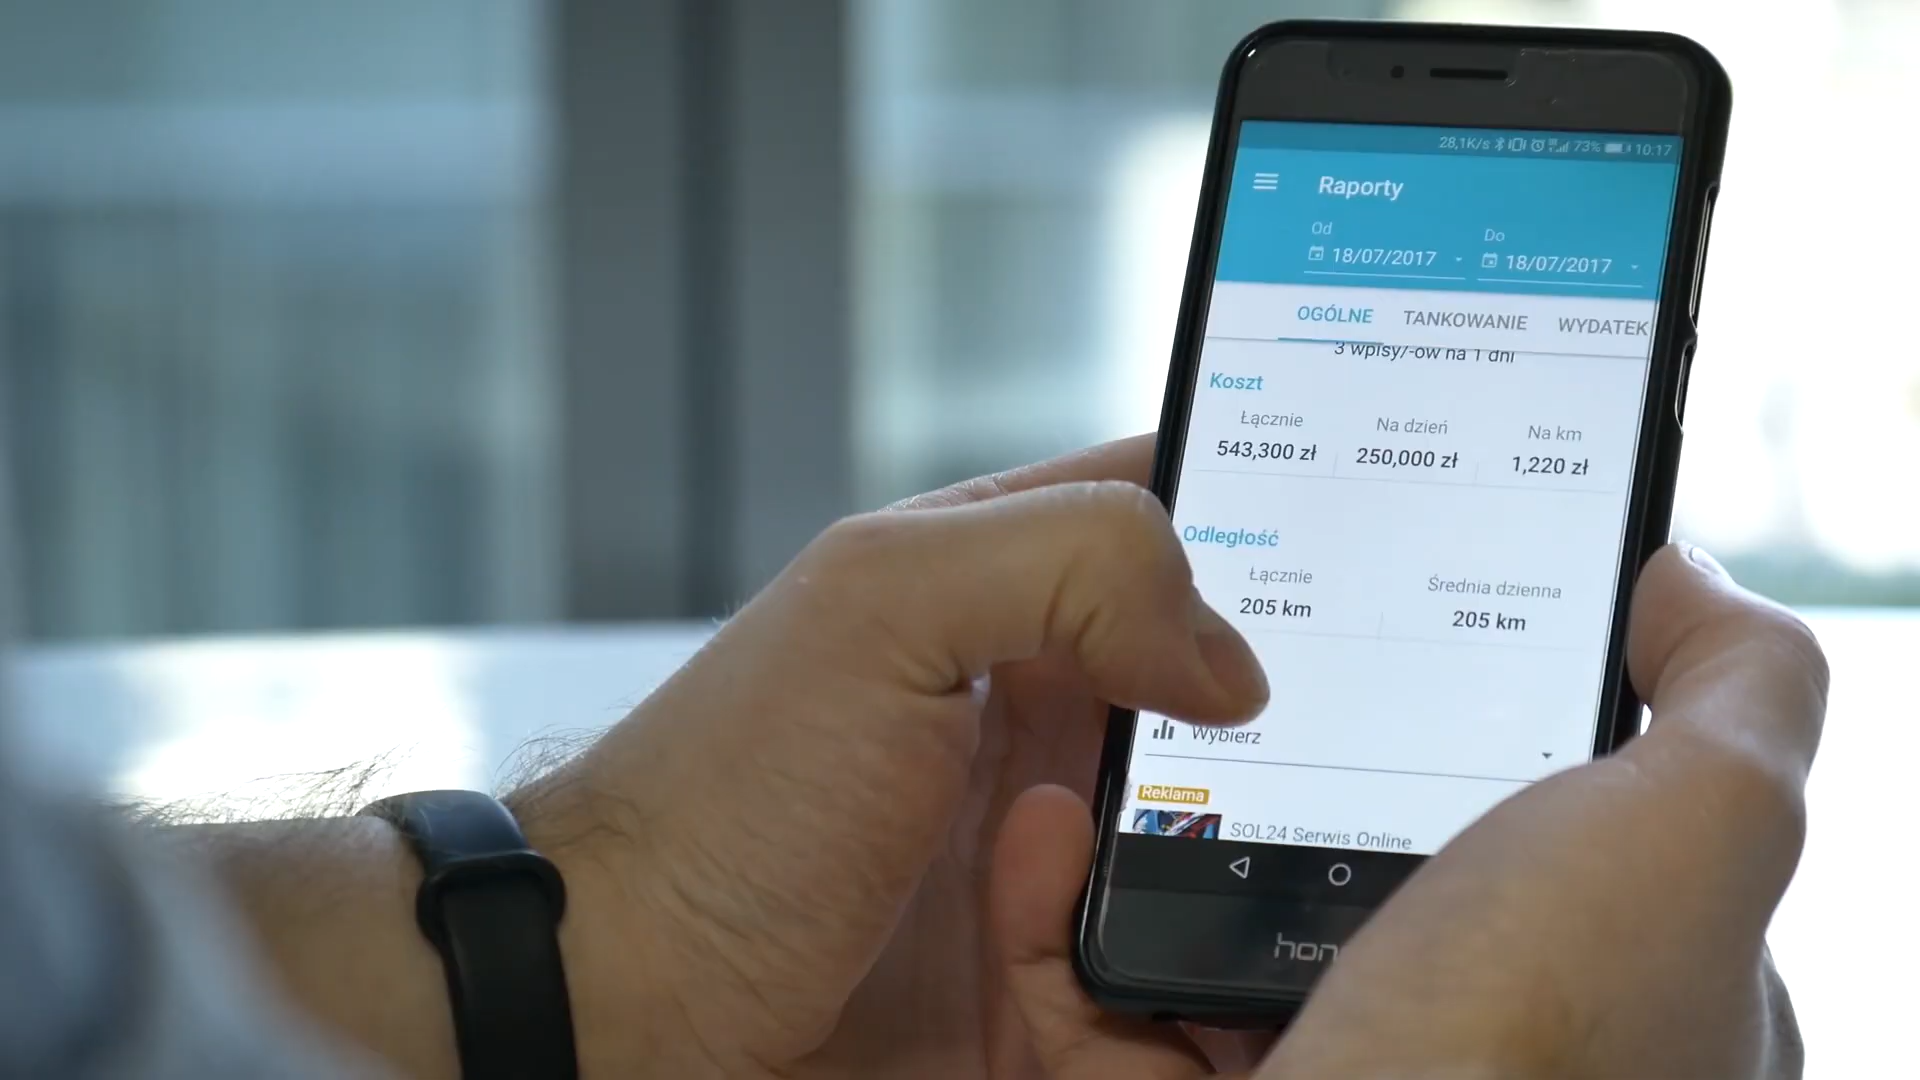 28,1K/s 73% 10:17
Raporty
Od Do
18/07/2017 18/07/2017
OGÓLNE TANKOWANIE WYDATEK
3 wpisy/-ów na 1 dni
Koszt
Łącznie Na dzień Na km
543,300 zł 250,000 zł 1,220 zł
Odległość
Łącznie Średnia dzienna
205 km 205 km
Wybierz
Reklama
SOL24 Serwis Online
hon